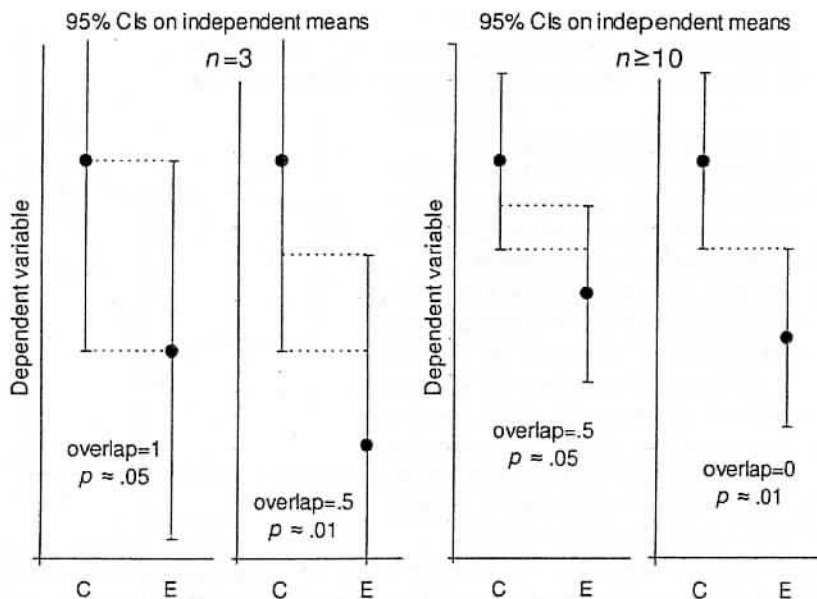 95% CIs on independent means
n=3
Dependent variable
overlap=1
p ≈ .05
C E
overlap=.5
p ≈ .01
C E
95% CIs on independent means
n≥10
Dependent variable
overlap=.5
p ≈ .05
C E
overlap=0
p ≈ .01
C E